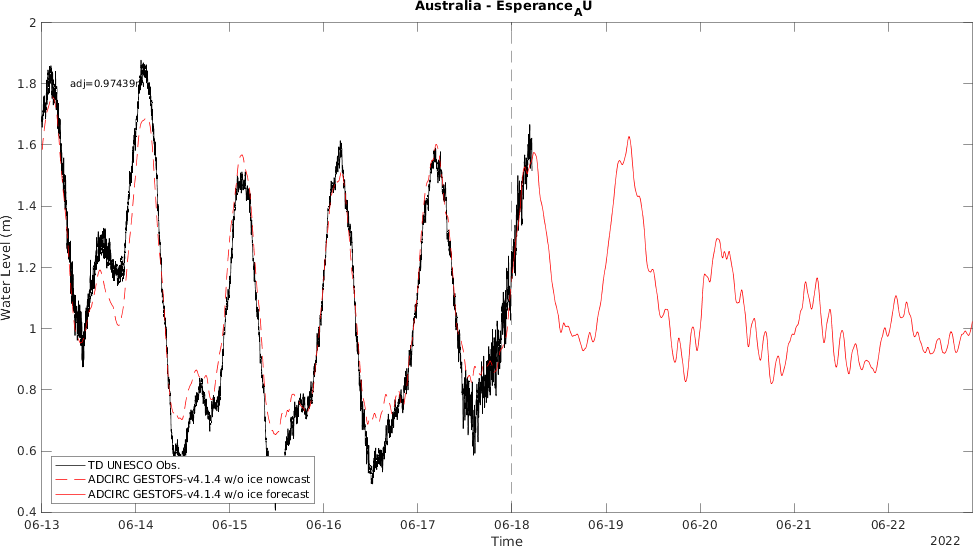 Australia - Esperance_AU
2
1.8
1.6
1.4
1.2
1
0.8
0.6
0.4
Water Level (m)
adj=0.97439m
TD UNESCO Obs.
ADCIRC GESTOFS-v4.1.4 w/o ice nowcast
ADCIRC GESTOFS-v4.1.4 w/o ice forecast
06-13 06-14 06-15 06-16 06-17 06-18 06-19 06-20 06-21 06-22
Time
2022